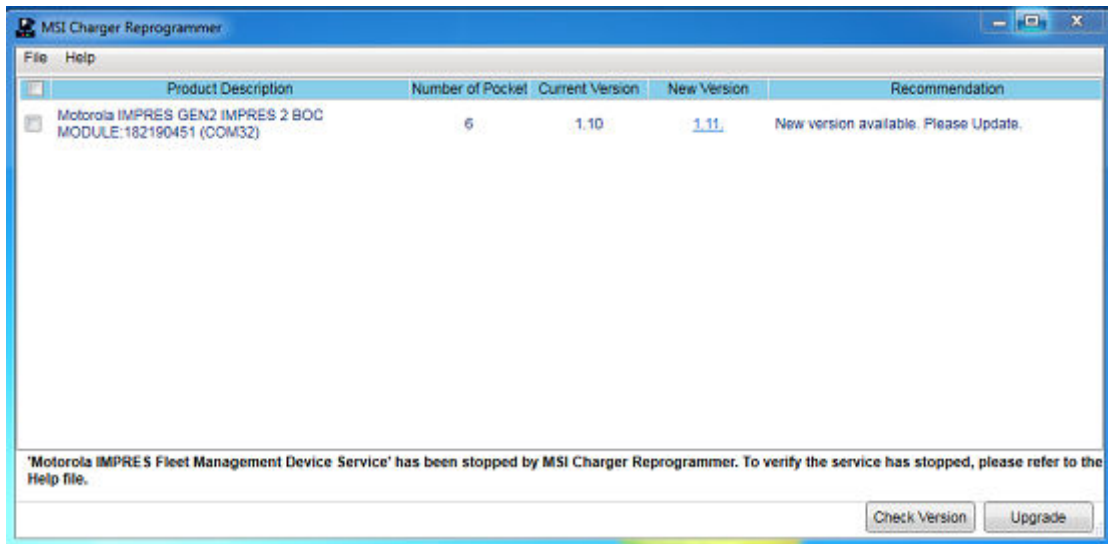 MSI Charger Reprogrammer
File Help
Product Description Number of Pocket Current Version New Version Recommendation
Motorola IMPRES GEN2 IMPRES 2 BOC
MODULE:182190451 (COM32) 6 1.10 1.11. New version available. Please Update.
'Motorola IMPRES Fleet Management Device Service' has been stopped by MSI Charger Reprogrammer. To verify the service has stopped, please refer to the
Help file.
Check Version Upgrade